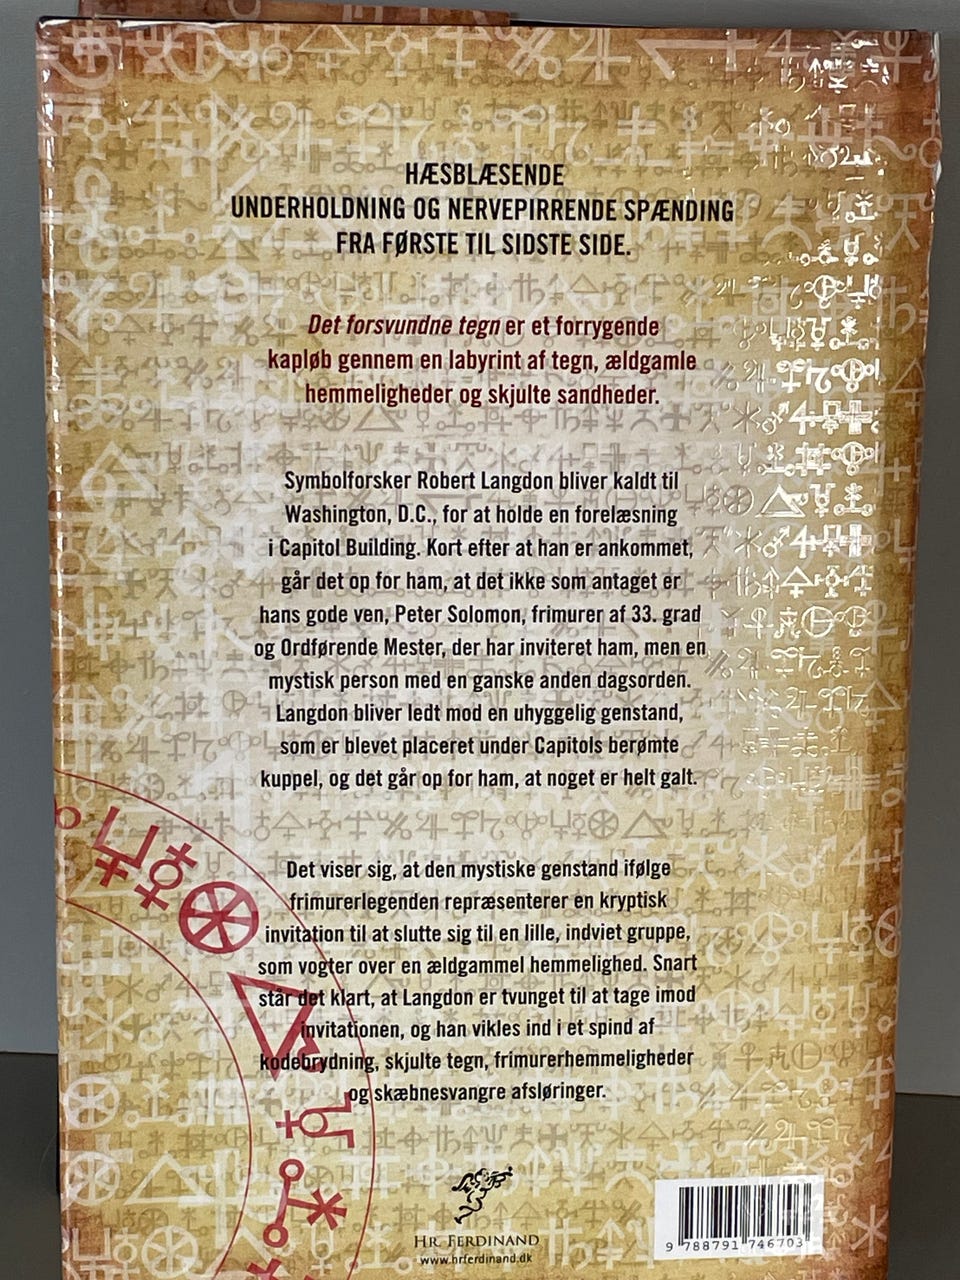 HÆSBLÆSENDE
UNDERHOLDNING OG NERVEPIRRENDE SPÆNDING
FRA FØRSTE TIL SIDSTE SIDE.
Det forsvundne tegn er et forrygende
kapløb gennem en labyrint af tegn, ældgamle
hemmeligheder og skjulte sandheder.
Symbolforsker Robert Langdon bliver kaldt til
Washington, D.C., for at holde en forelæsning
i Capitol Building. Kort efter at han er ankommet,
går det op for ham, at det ikke som antaget er
hans gode ven, Peter Solomon, frimurer af 33. grad
og Ordførende Mester, der har inviteret ham, men en
mystisk person med en ganske anden dagsorden.
Langdon bliver ledt mod en uhyggelig genstand,
som er blevet placeret under Capitols berømte
kuppel, og det går op for ham, at noget er helt galt.
Det viser sig, at den mystiske genstand ifølge
frimurerlegenden repræsenterer en kryptisk
invitation til at slutte sig til en lille, indviet gruppe,
som vogter over en ældgammel hemmelighed. Snart
står det klart, at Langdon er tvunget til at tage imod
invitationen, og han vikles ind i et spind af
kodebrydning, skjulte tegn, frimurerhemmeligheder
og skæbnesvangre afsløringer.
HR. FERDINAND
www.hrferdinand.dk
9 788791 746703